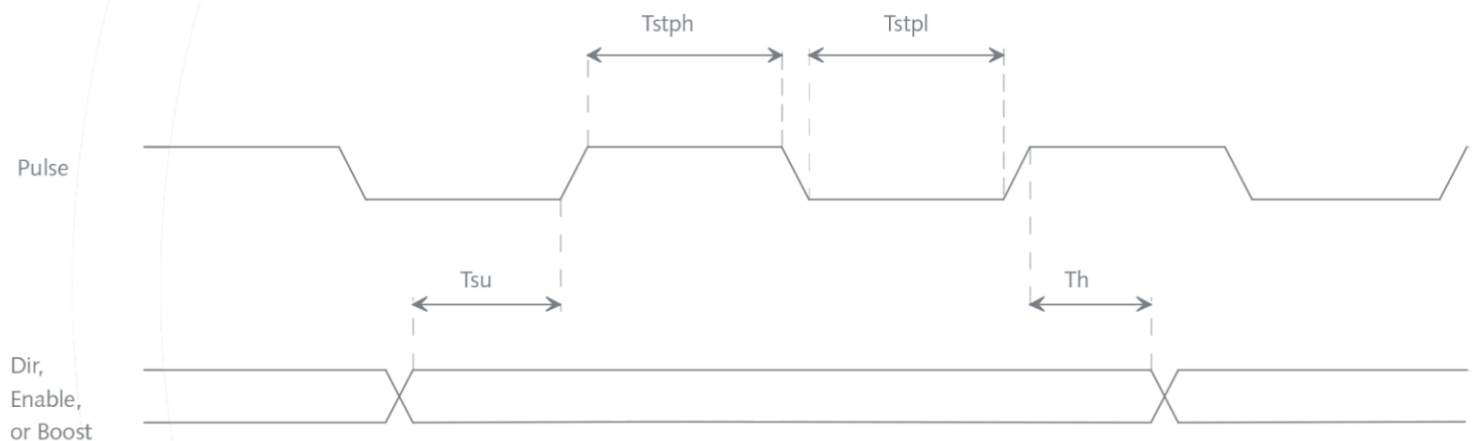 Tstph
Tstpl
Pulse
Tsu
Th
Dir,
Enable,
or Boost